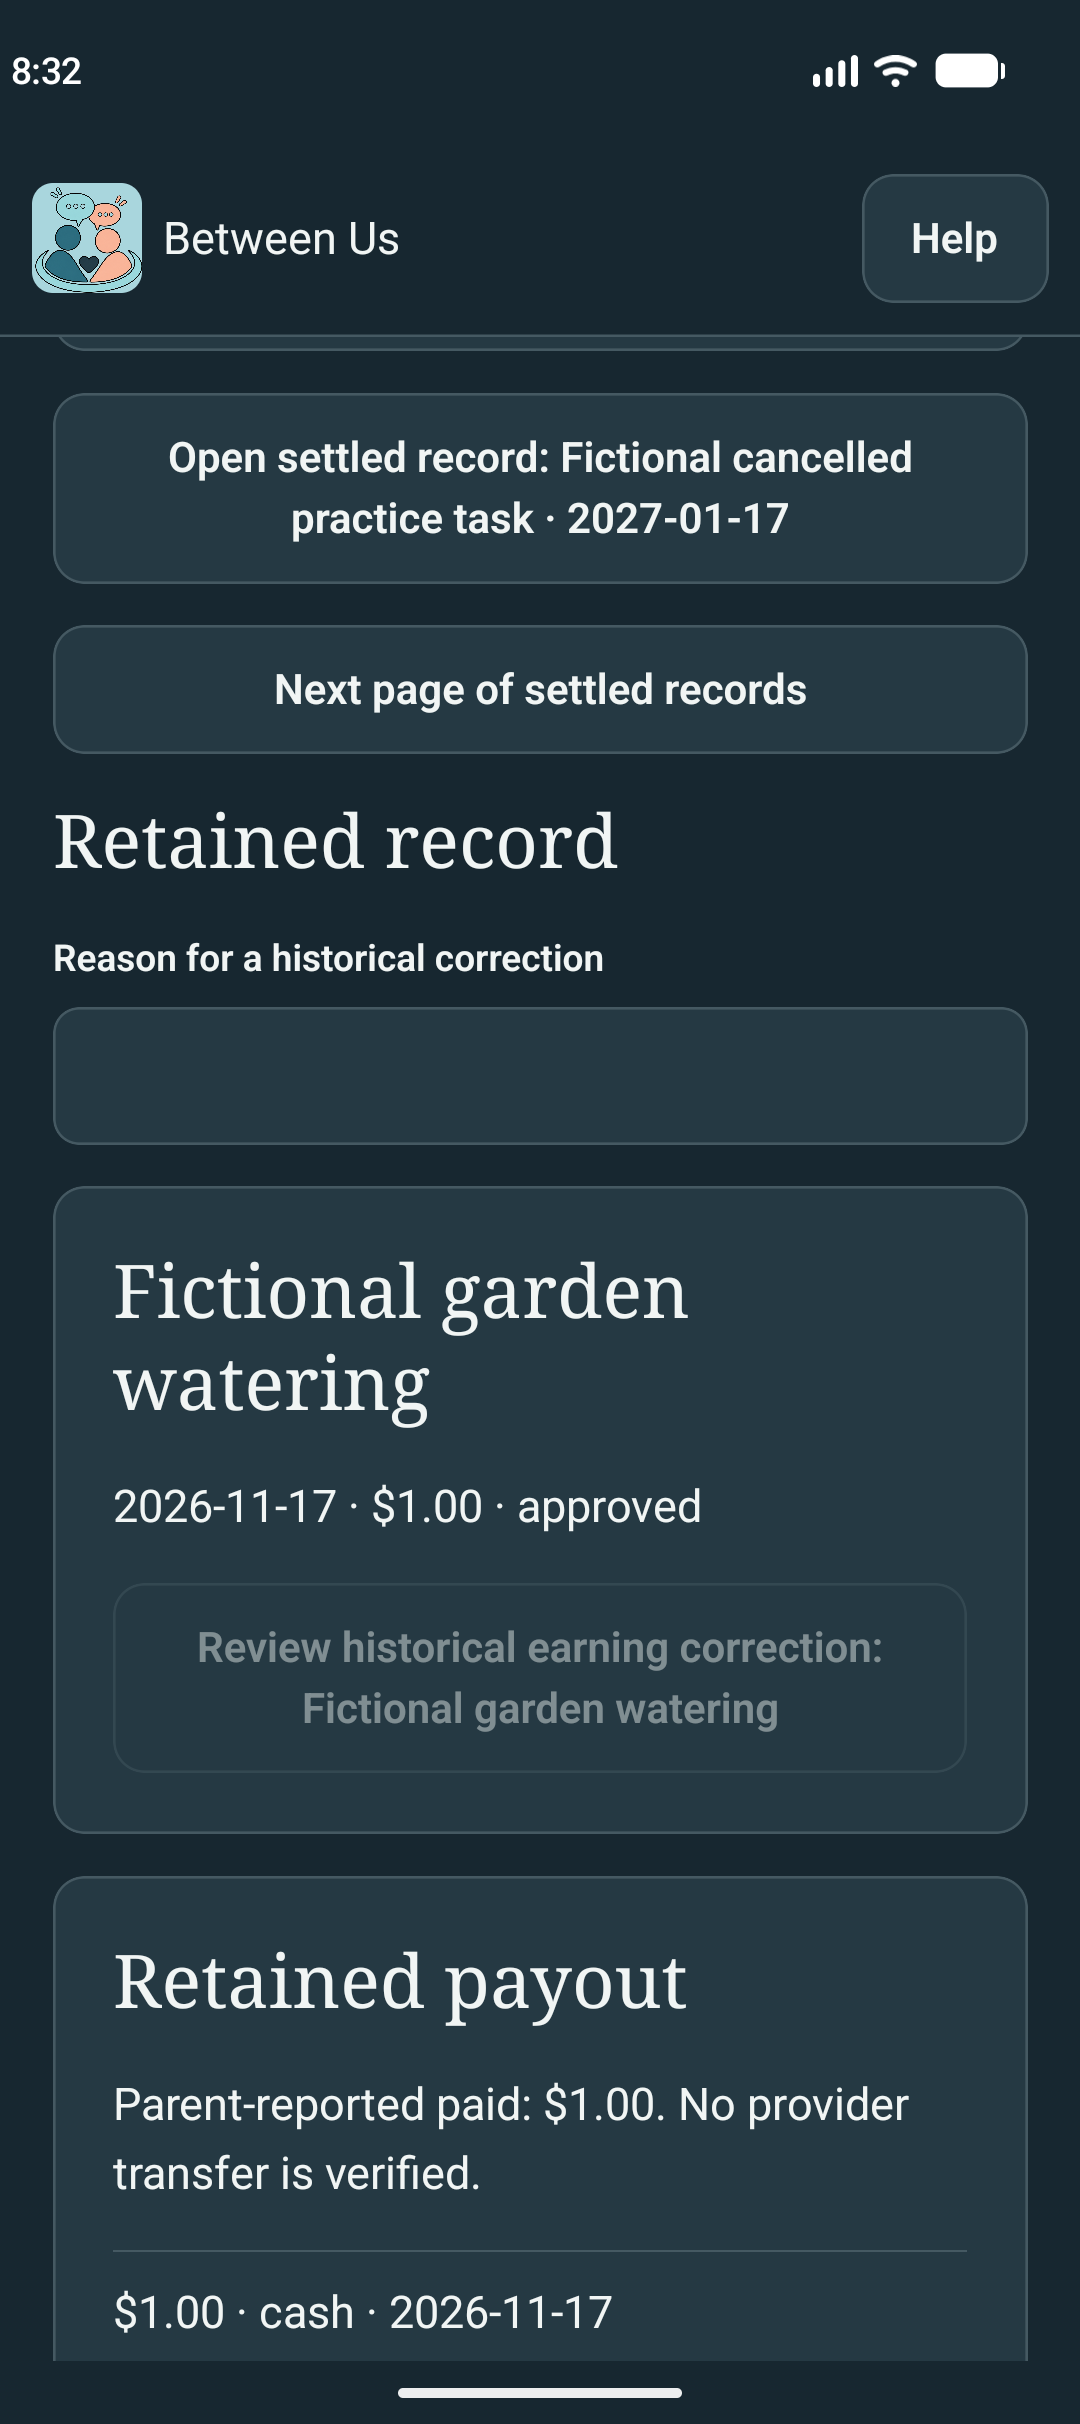 8:32
Between Us
Help
Open settled record: Fictional cancelled
practice task · 2027-01-17
Next page of settled records
Retained record
Reason for a historical correction
Fictional garden
watering
2026-11-17 · $1.00 · approved
Review historical earning correction:
Fictional garden watering
Retained payout
Parent-reported paid: $1.00. No provider
transfer is verified.
$1.00 · cash · 2026-11-17